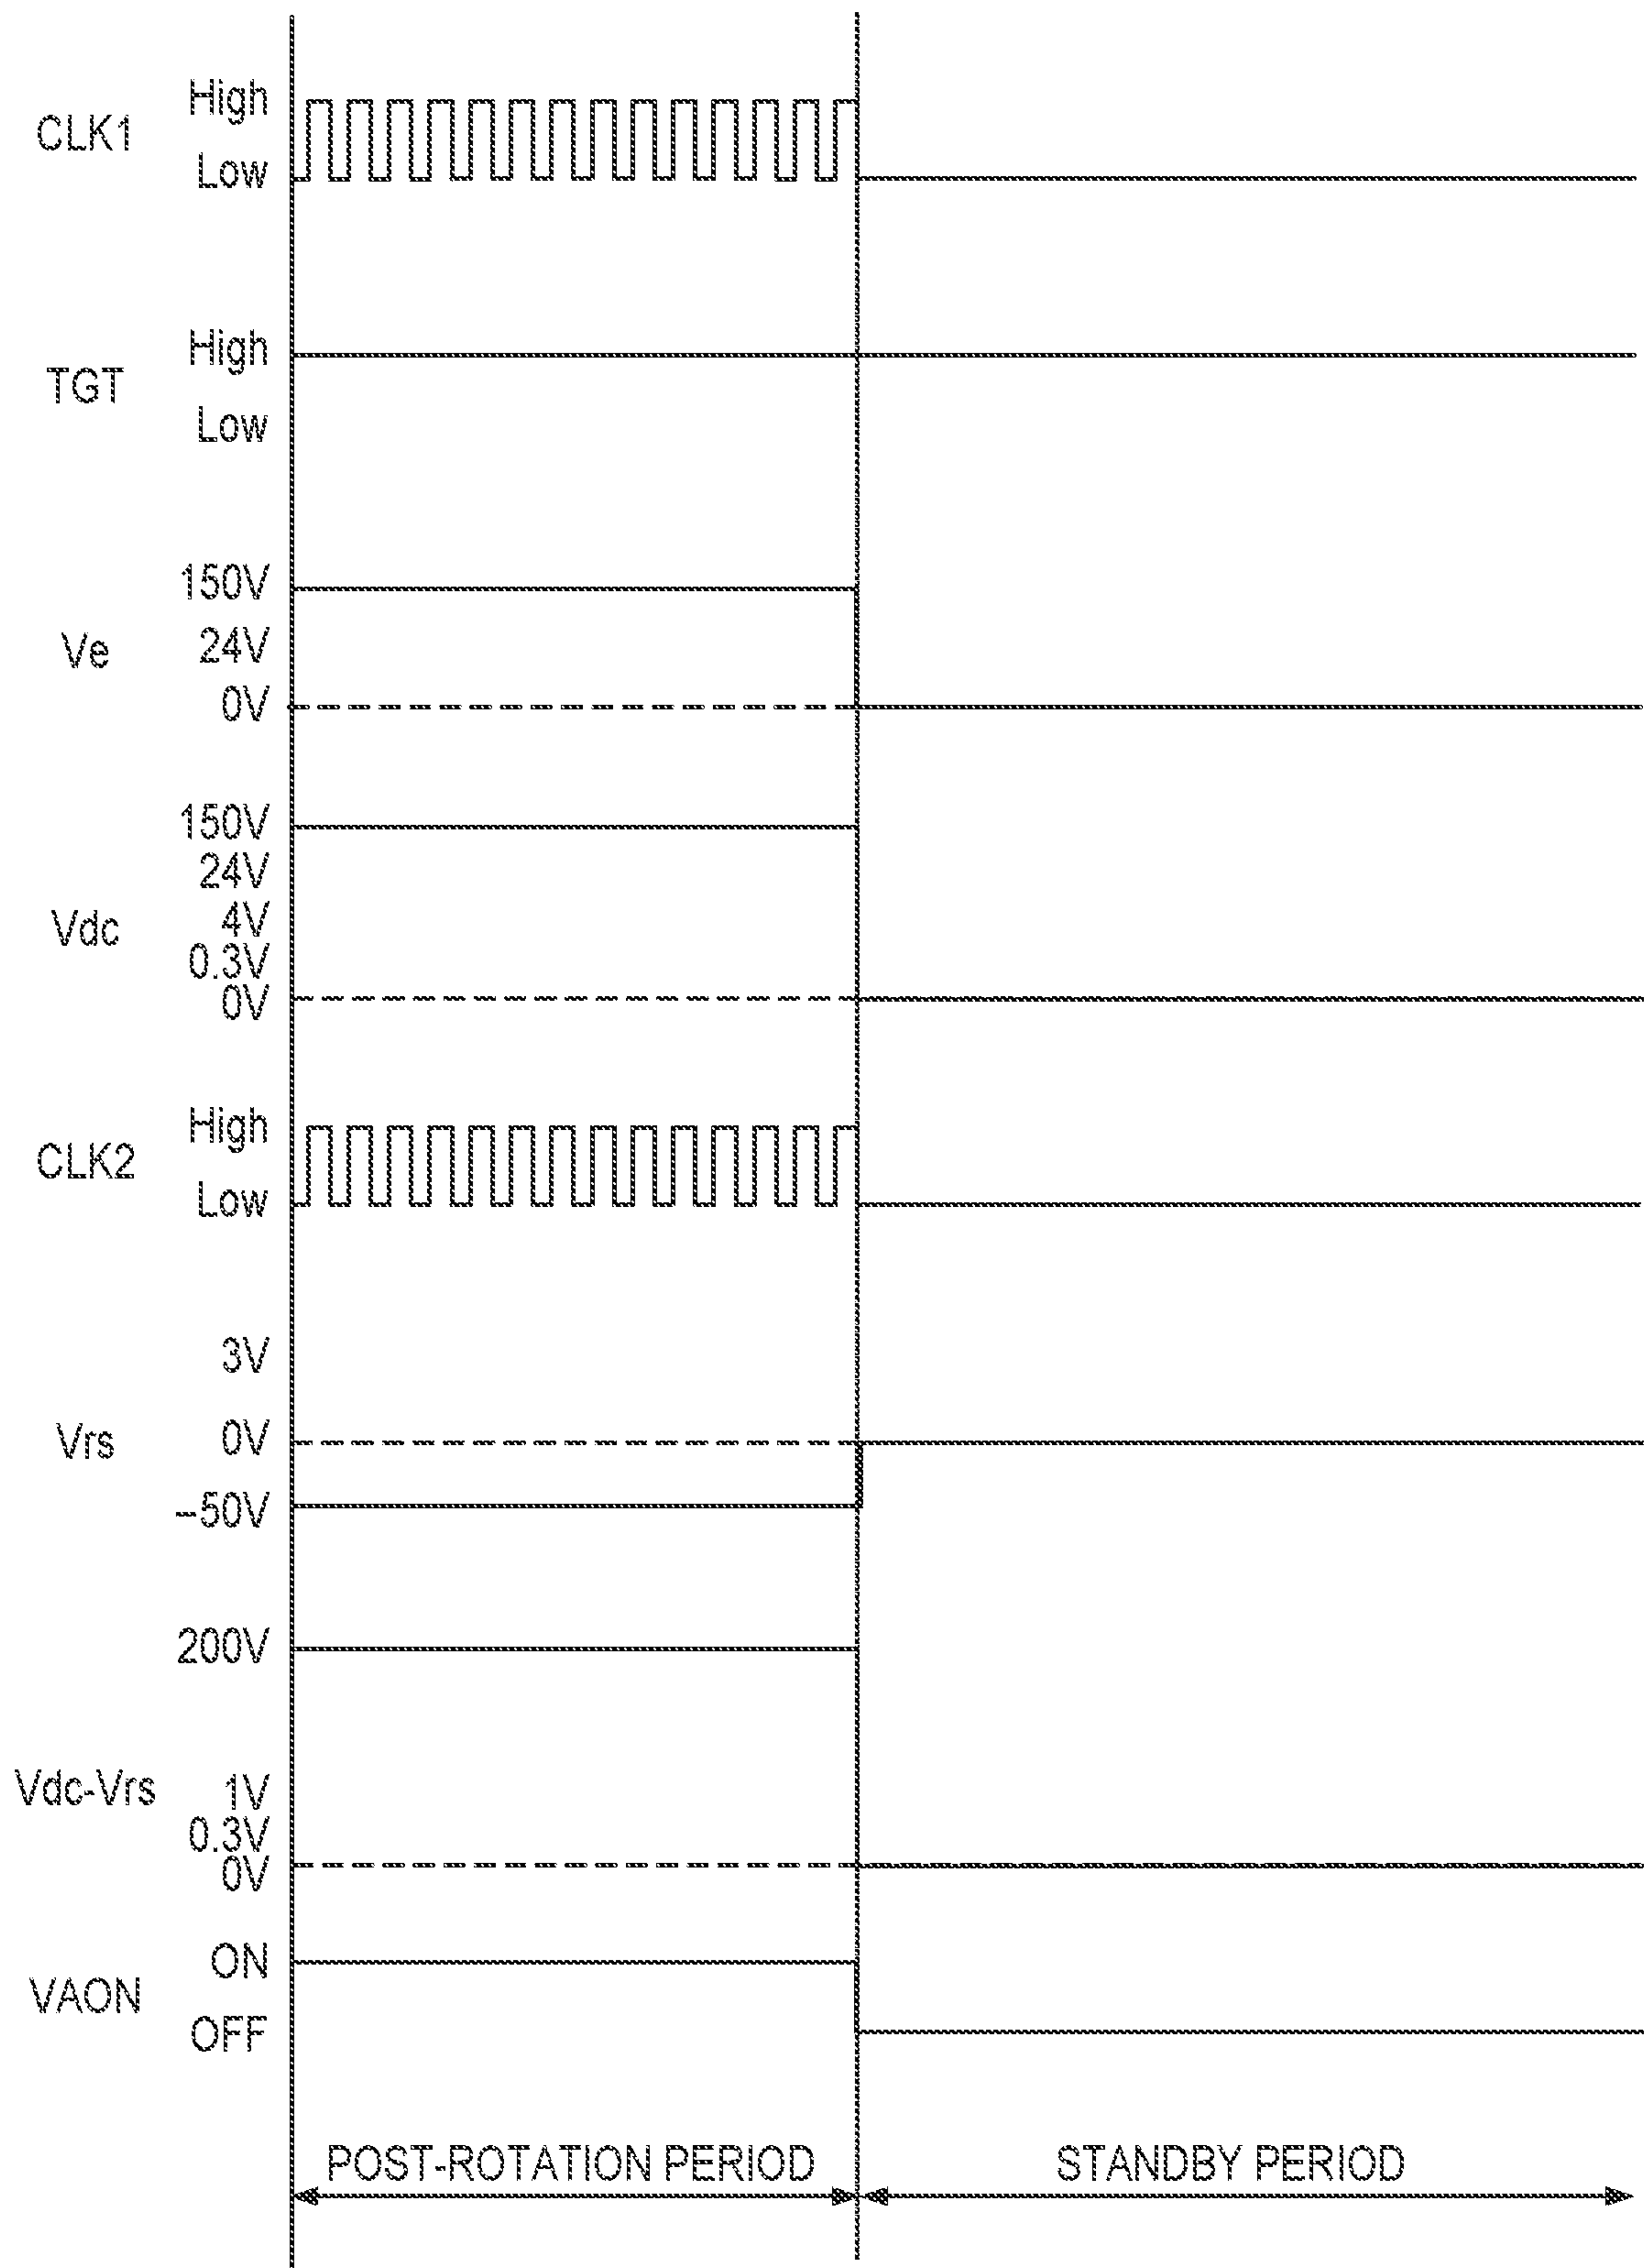 CLK1
High
Low
TGT
High
Low
Ve
150V
24V
0V
Vdc
150V
24V
4V
0.3V
0V
CLK2
High
Low
Vrs
3V
0V
-50V
Vdc-Vrs
200V
1V
0.3V
0V
VAON
ON
OFF
POST-ROTATION PERIOD
STANDBY PERIOD